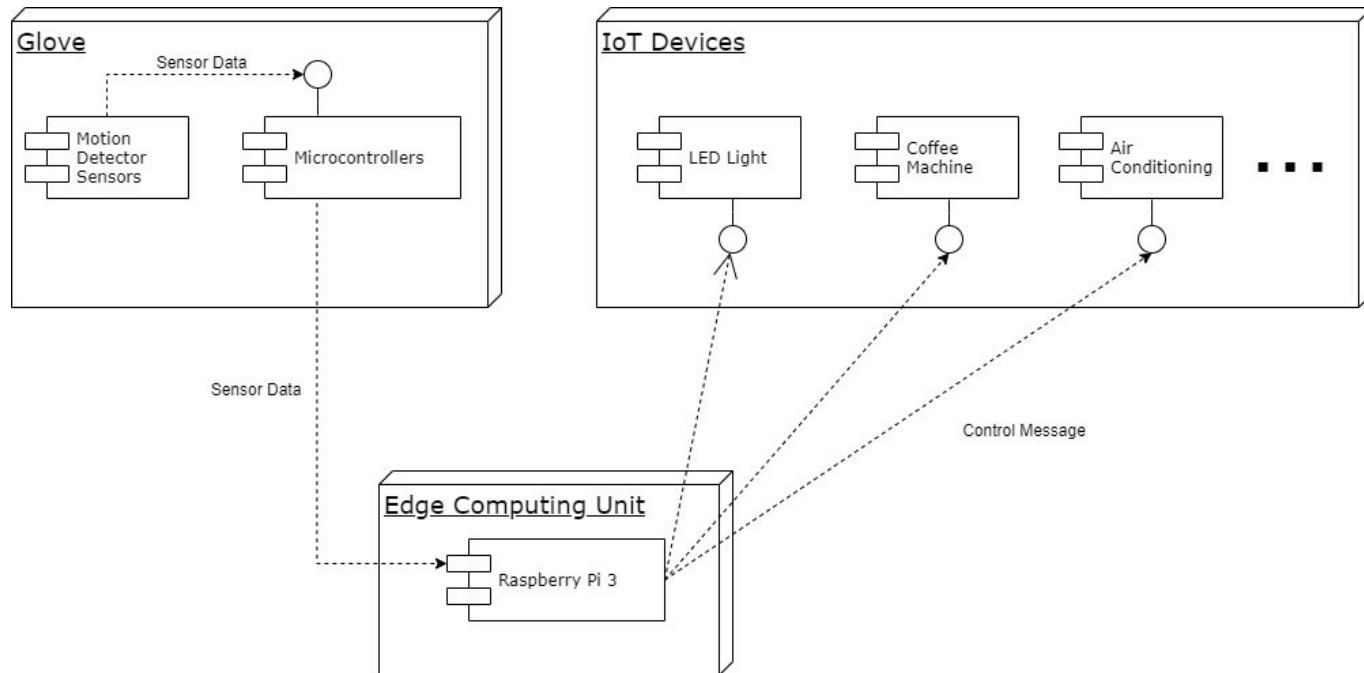 Glove
Sensor Data
Motion
Detector
Sensors
Microcontrollers
IoT Devices
LED Light
Coffee
Machine
Air
Conditioning
...
Sensor Data
Control Message
Edge Computing Unit
Raspberry Pi 3